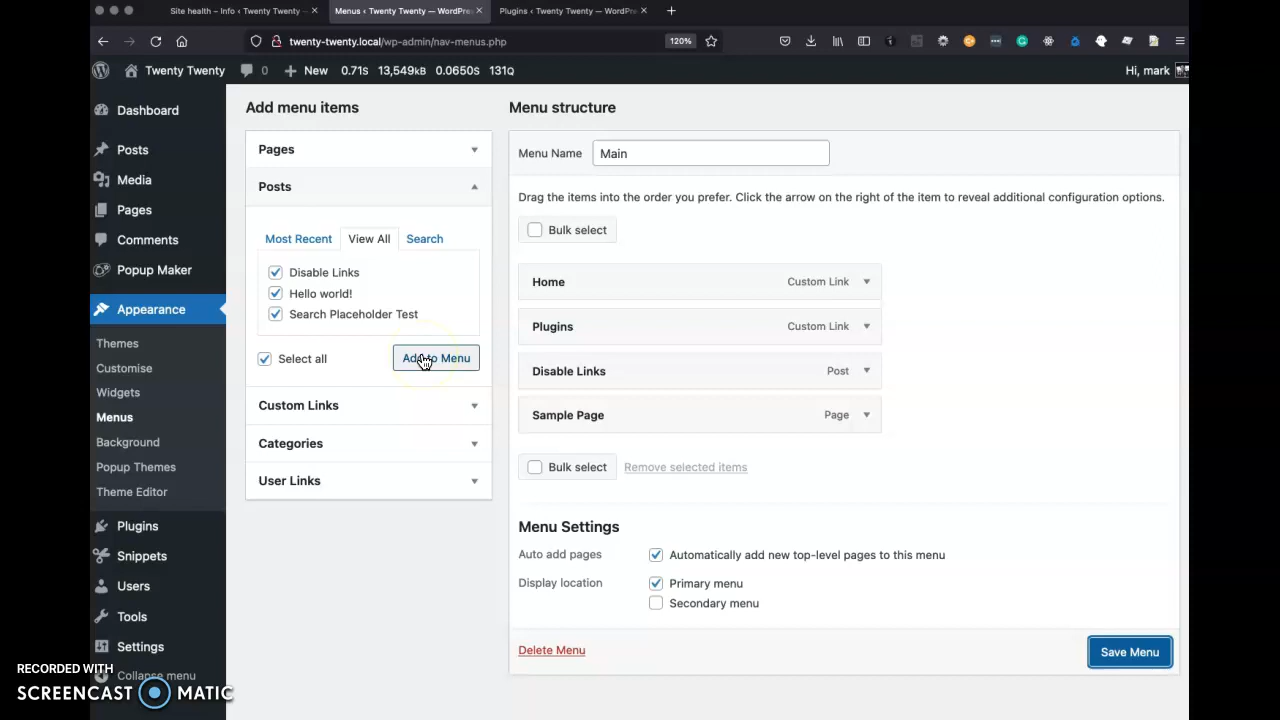 Site health – Info ‹ Twenty Twenty —
Menus ‹ Twenty Twenty — WordPre
Plugins ‹ Twenty Twenty — WordPr
twenty-twenty.local/wp-admin/nav-menus.php
120%
Twenty Twenty
0
New
0.71S
13,549kB
0.0650S
131Q
Hi, mark
Dashboard
Posts
Media
Pages
Comments
Popup Maker
Appearance
Themes
Customise
Widgets
Menus
Background
Popup Themes
Theme Editor
Plugins
Snippets
Users
Tools
Settings
Collapse menu
Add menu items
Pages
Posts
Most Recent
View All
Search
Disable Links
Hello world!
Search Placeholder Test
Select all
Add to Menu
Custom Links
Categories
User Links
Menu structure
Menu Name
Main
Drag the items into the order you prefer. Click the arrow on the right of the item to reveal additional configuration options.
Bulk select
Home
Custom Link
Plugins
Custom Link
Disable Links
Post
Sample Page
Page
Bulk select
Remove selected items
Menu Settings
Auto add pages
Automatically add new top-level pages to this menu
Display location
Primary menu
Secondary menu
Delete Menu
Save Menu
RECORDED WITH
SCREENCAST MATIC